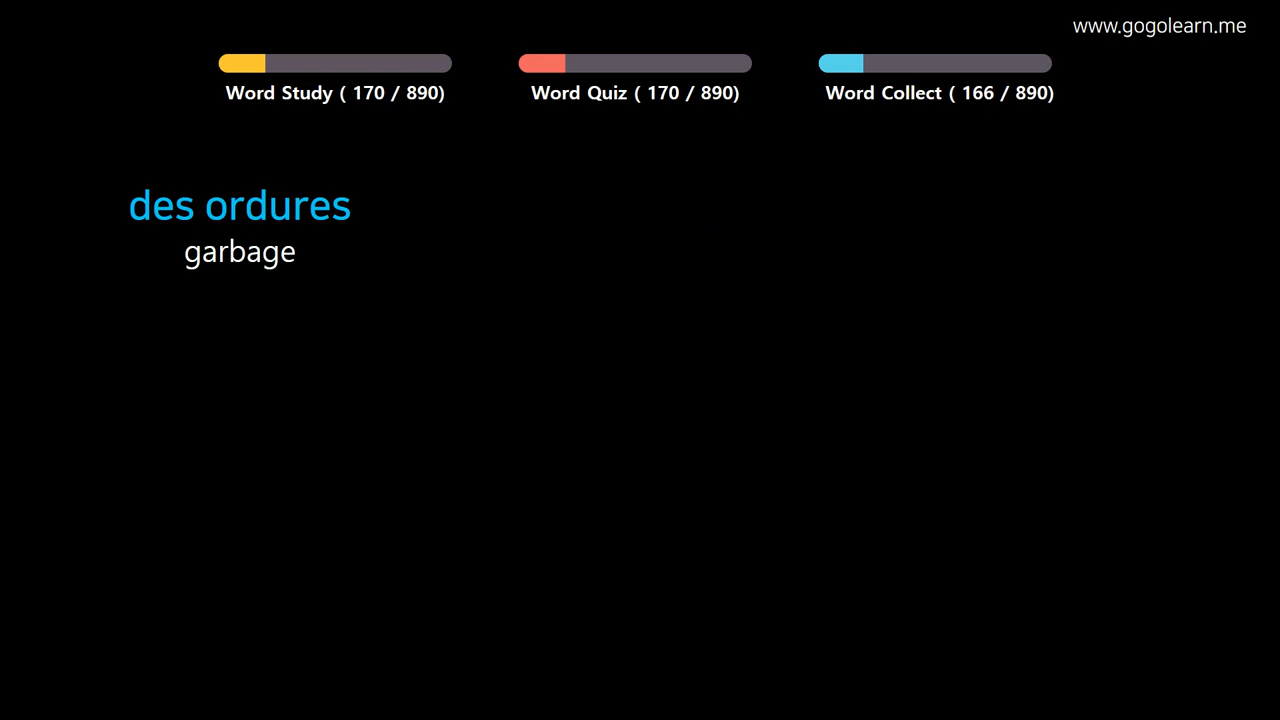 www.gogolearn.me
Word Study ( 170 / 890)
Word Quiz ( 170 / 890)
Word Collect ( 166 / 890)
des ordures
garbage